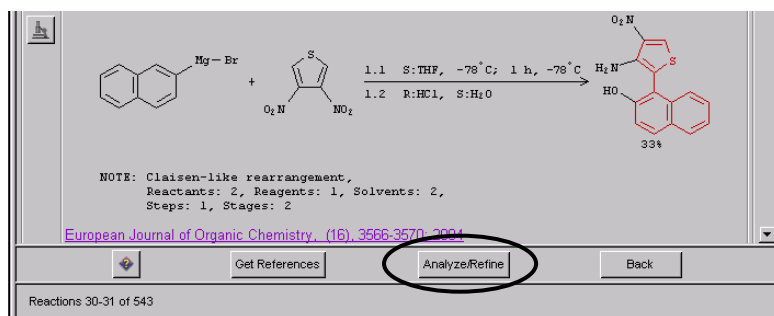 O₂N
S
Mg—Br
+
O₂N
NO₂
1.1 S:THF, -78°C; 1 h, -78°C
1.2 R:HCl, S:H₂O
H₂N
S
HO
33%
NOTE: Claisen-like rearrangement,
Reactants: 2, Reagents: 1, Solvents: 2,
Steps: 1, Stages: 2
European Journal of Organic Chemistry, (16), 3566-3570; 2004
Get References
Analyze/Refine
Back
Reactions 30-31 of 543